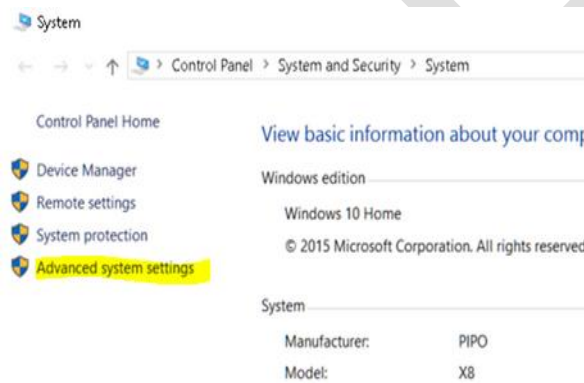 System
Control Panel > System and Security > System
Control Panel Home
View basic information about your
Device Manager
Windows edition
Remote settings
Windows 10 Home
System protection
© 2015 Microsoft Corporation. All rights reserved
Advanced system settings
System
Manufacturer: PIPO
Model: X8